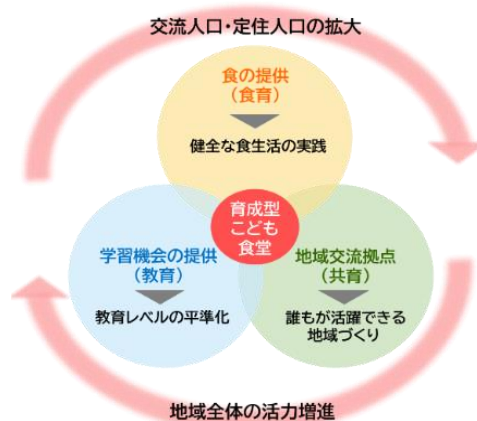 交流人口・定住人口の拡大
食の提供
（食育）
健全な食生活の実践
育成型
こども
食堂
学習機会の提供
（教育）
教育レベルの平準化
地域交流拠点
（共育）
誰もが活躍できる
地域づくり
地域全体の活力増進